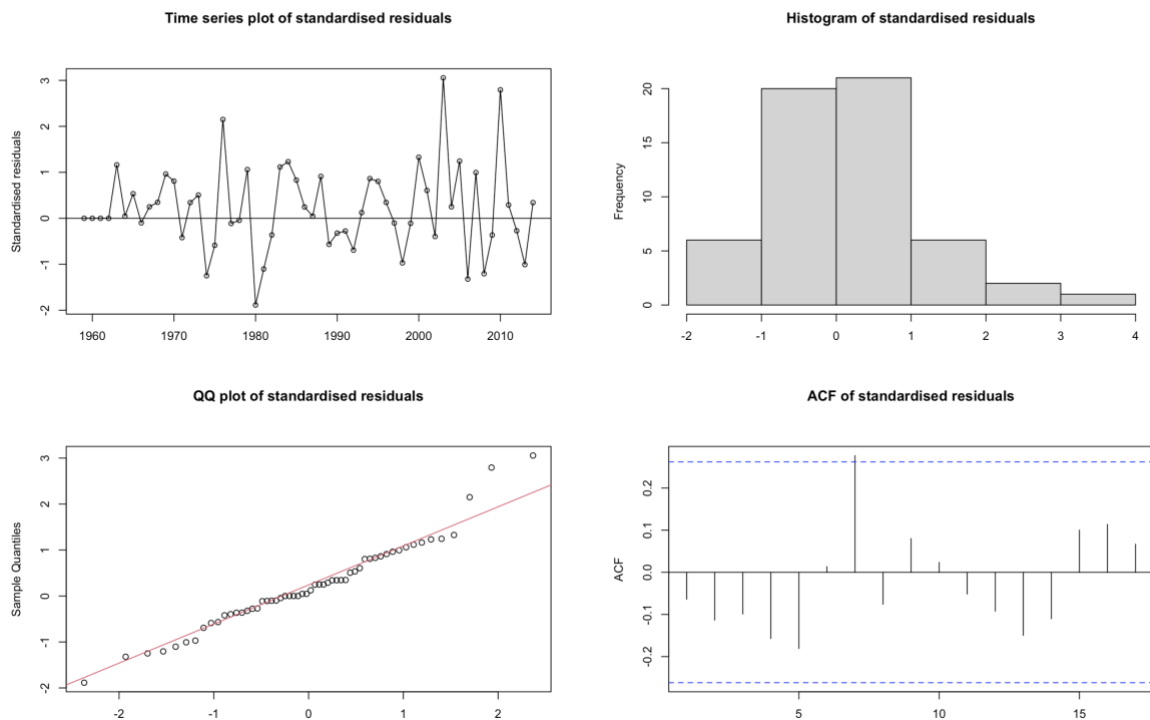 Time series plot of standardised residuals
Standardised residuals
3
2
1
0
-1
-2
1960 1970 1980 1990 2000 2010
Histogram of standardised residuals
Frequency
20
15
10
5
0
-2 -1 0 1 2 3 4
QQ plot of standardised residuals
Sample Quantiles
3
2
1
0
-1
-2
-2 -1 0 1 2
ACF of standardised residuals
ACF
0.2
0.1
0.0
-0.1
-0.2
5 10 15